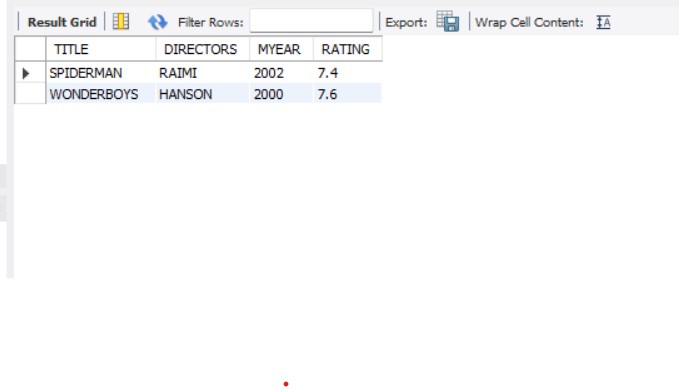 Result Grid Filter Rows: Export: Wrap Cell Content: IA
TITLE DIRECTORS MYEAR RATING
SPIDERMAN RAIMI 2002 7.4
WONDERBOYS HANSON 2000 7.6